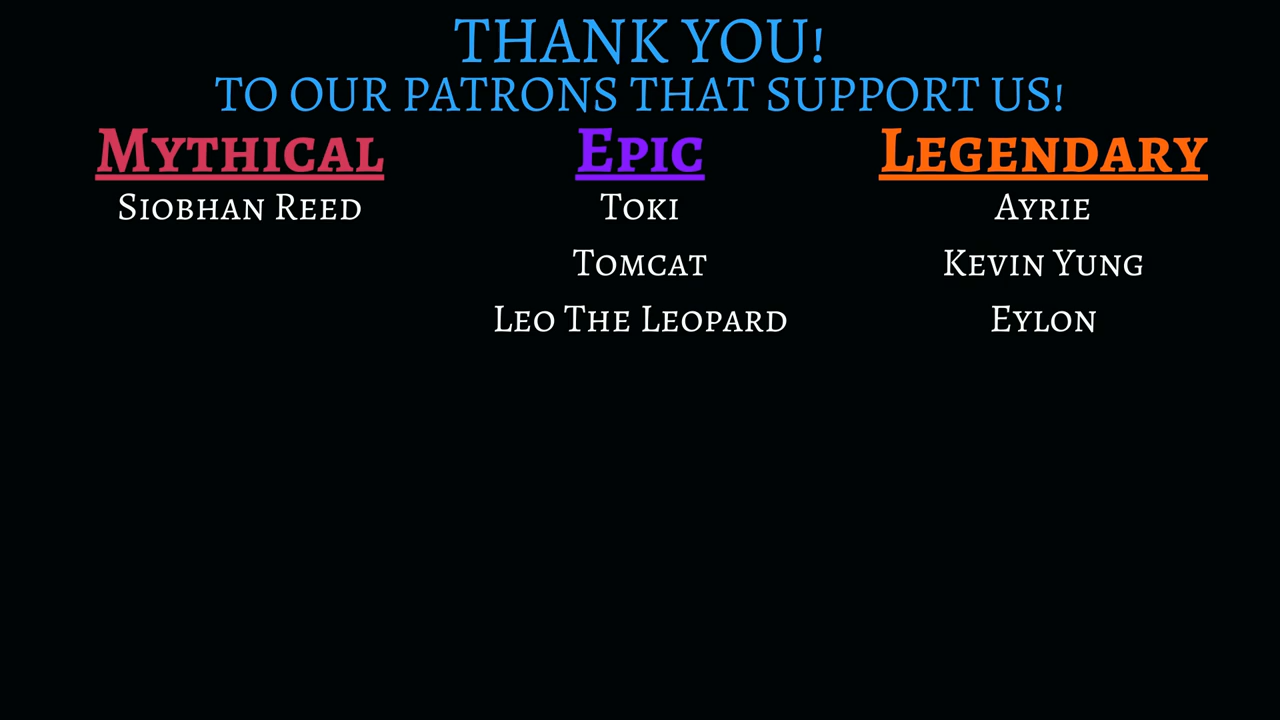 THANK YOU!
TO OUR PATRONS THAT SUPPORT US!
Mythical
Siobhan Reed
Epic
Toki
Tomcat
Leo The Leopard
Legendary
Ayrie
Kevin Yung
Eylon